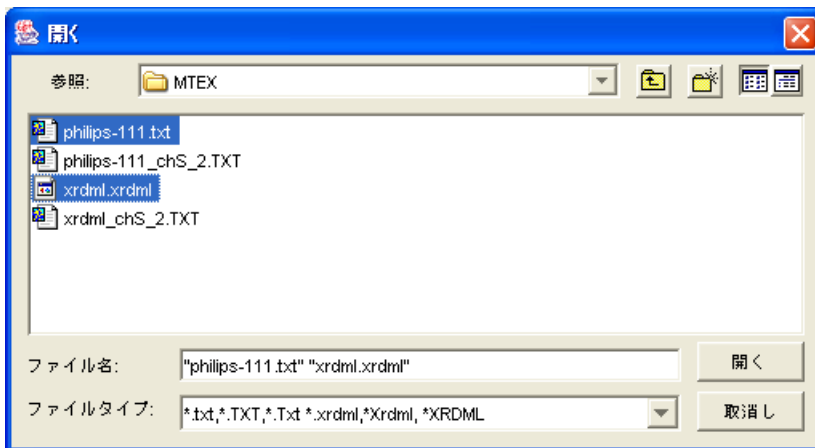 開く
参照: MTEX
philips-111.txt
philips-111_chS_2.TXT
xrdml.xrdml
xrdml_chS_2.TXT
ファイル名: "philips-111.txt" "xrdml.xrdml" 開く
ファイルタイプ: *.txt,*.TXT,*.Txt *.xrdml,*Xrdml, *XRDML 取消し